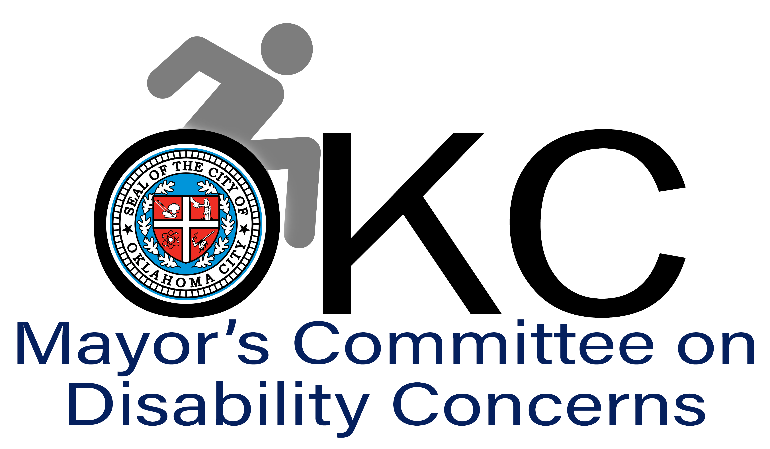 OKC
SEAL OF THE CITY OF
OKLAHOMA CITY
Mayor's Committee on
Disability Concerns